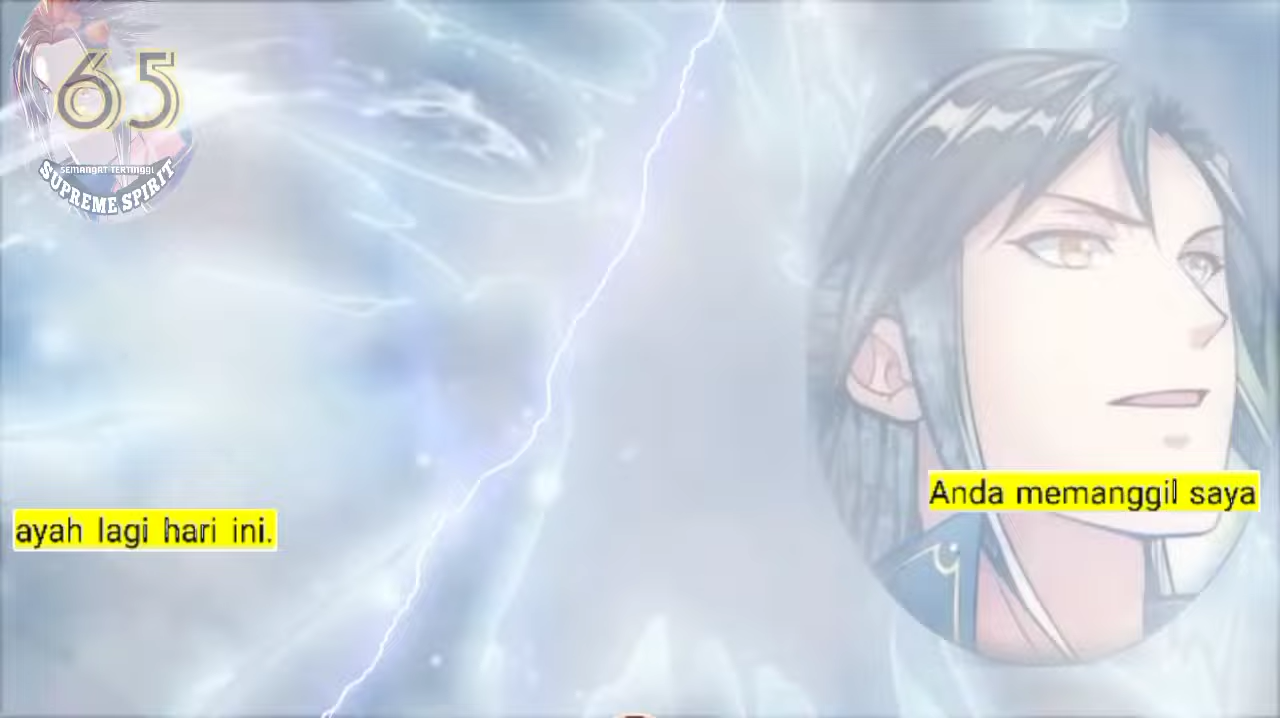 65
SEMANGAT TERTINGGI
SUPREME SPIRIT
Anda memanggil saya
ayah lagi hari ini.